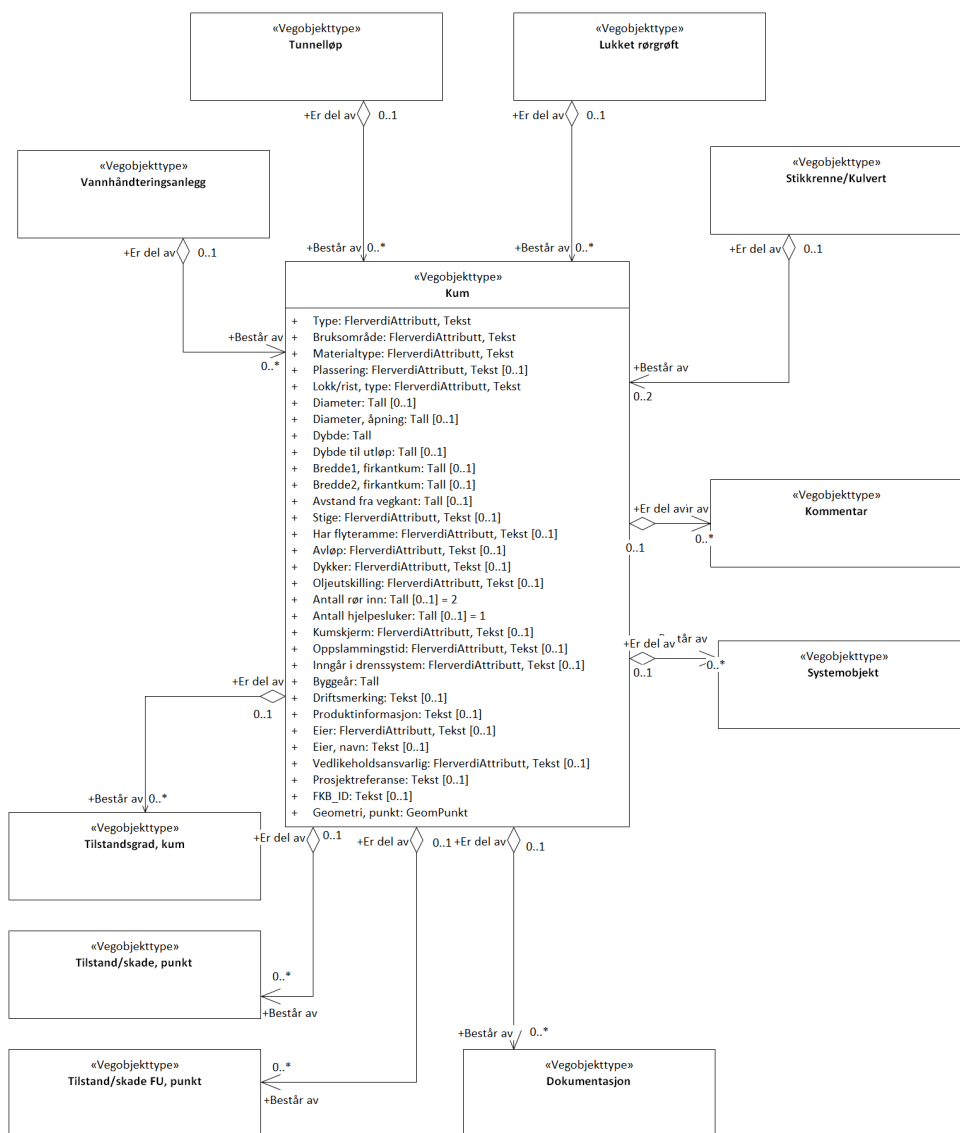 «Vegobjekttype»
Tunnelløp
«Vegobjekttype»
Lukket rørgrøft
+Er del av
0..1
+Er del av
0..1
«Vegobjekttype»
Vannhåndteringsanlegg
«Vegobjekttype»
Stikkrenne/Kulvert
+Er del av
0..1
+Består av
0..*
+Består av
0..*
+Er del av
0..1
«Vegobjekttype»
Kum
+ Type: FlerverdiAttributt, Tekst
+ Bruksområde: FlerverdiAttributt, Tekst
+ Materialtype: FlerverdiAttributt, Tekst
+ Plassering: FlerverdiAttributt, Tekst [0..1]
+ Lokk/rist, type: FlerverdiAttributt, Tekst
+ Diameter: Tall [0..1]
+ Diameter, åpning: Tall [0..1]
+ Dybde: Tall
+ Dybde til utløp: Tall [0..1]
+ Bredde1, firkantkum: Tall [0..1]
+ Bredde2, firkantkum: Tall [0..1]
+ Avstand fra vegkant: Tall [0..1]
+ Stige: FlerverdiAttributt, Tekst [0..1]
+ Har flyteramme: FlerverdiAttributt, Tekst [0..1]
+ Avløp: FlerverdiAttributt, Tekst [0..1]
+ Dykker: FlerverdiAttributt, Tekst [0..1]
+ Oljeutskilling: FlerverdiAttributt, Tekst [0..1]
+ Antall rør inn: Tall [0..1] = 2
+ Antall hjelpesluker: Tall [0..1] = 1
+ Kumskjerm: FlerverdiAttributt, Tekst [0..1]
+ Oppslammingstid: FlerverdiAttributt, Tekst [0..1]
+ Inngår i drenssystem: FlerverdiAttributt, Tekst [0..1]
+ Byggeår: Tall
+ Driftsmerking: Tekst [0..1]
+ Produktinformasjon: Tekst [0..1]
+ Eier: FlerverdiAttributt, Tekst [0..1]
+ Eier, navn: Tekst [0..1]
+ Vedlikeholdsansvarlig: FlerverdiAttributt, Tekst [0..1]
+ Prosjektreferanse: Tekst [0..1]
+ FKB_ID: Tekst [0..1]
+ Geometri, punkt: GeomPunkt
+Består av
0..*
+Består av
0..2
+Er del av
0..1
0..*
«Vegobjekttype»
Kommentar
+Er del av
0..1
tår av
0..*
«Vegobjekttype»
Systemobjekt
+Er del av
0..1
+Består av
0..*
«Vegobjekttype»
Tilstandsgrad, kum
+Er del av
0..1
+Er del av
0..1
+Er del av
0..1
«Vegobjekttype»
Tilstand/skade, punkt
0..*
+Består av
«Vegobjekttype»
Tilstand/skade FU, punkt
0..*
+Består av
+Består av
0..*
«Vegobjekttype»
Dokumentasjon